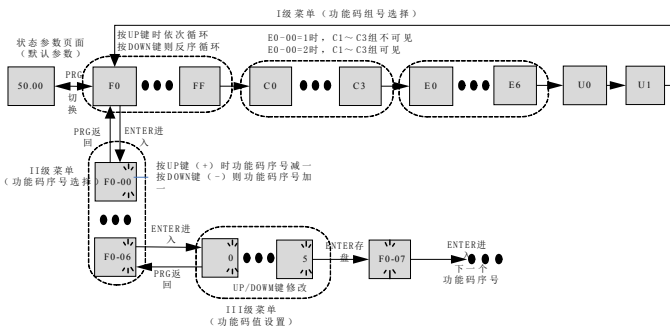 I级菜单（功能码组号选择）
状态参数页面
（默认参数）
按UP键时依次循环
按DOWN键则反序循环
E0-00=1时，C1～C3组不可见
E0-00=2时，C1～C3组可见
50.00
PRG
切
换
F0
FF
C0
C3
E0
E6
U0
U1
PRG返
回
ENTER进
入
II级菜单
（功能码序号选择）
F0-00
按UP键（+）时功能码序号减一
按DOWN键（-）则功能码序号加
一
F0-06
ENTER进
入
PRG返
回
0
5
UP/DOWM键修改
ENTER存
盘
F0-07
ENTER进
入
下一个
功能码序号
III级菜单
（功能码值设置）